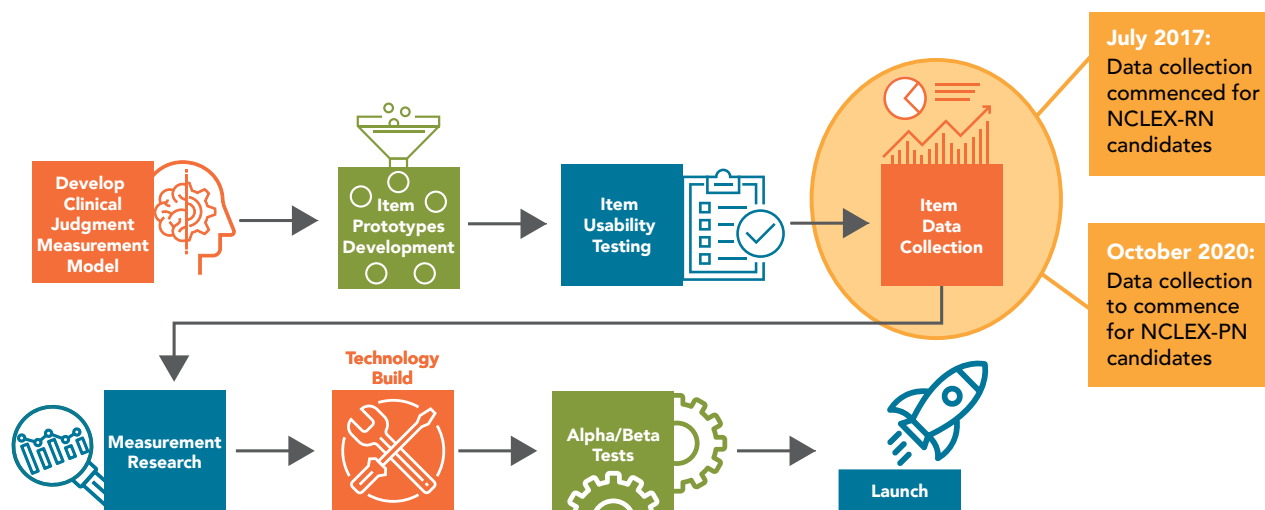 July 2017:
Data collection
commenced for
NCLEX-RN
candidates
Develop
Clinical
Judgment
Measurement
Model
Item
Prototypes
Development
Item
Usability
Testing
Item
Data
Collection
October 2020:
Data collection
to commence
for NCLEX-PN
candidates
Measurement
Research
Technology
Build
Alpha/Beta
Tests
Launch